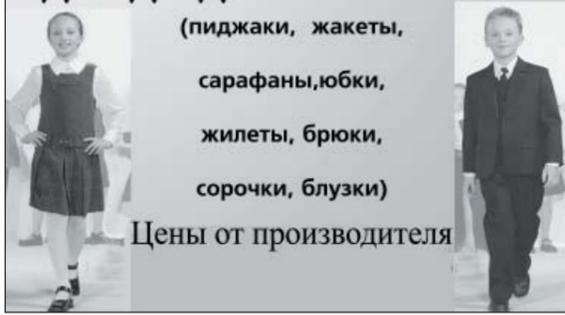 (пиджаки, жакеты,
сарафаны,юбки,
жилеты, брюки,
сорочки, блузки)
Цены от производителя